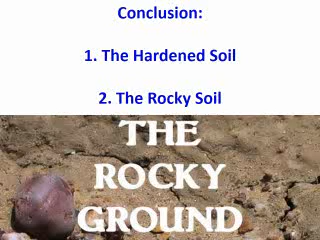 Conclusion:
1. The Hardened Soil
2. The Rocky Soil
THE
ROCKY
GROUND